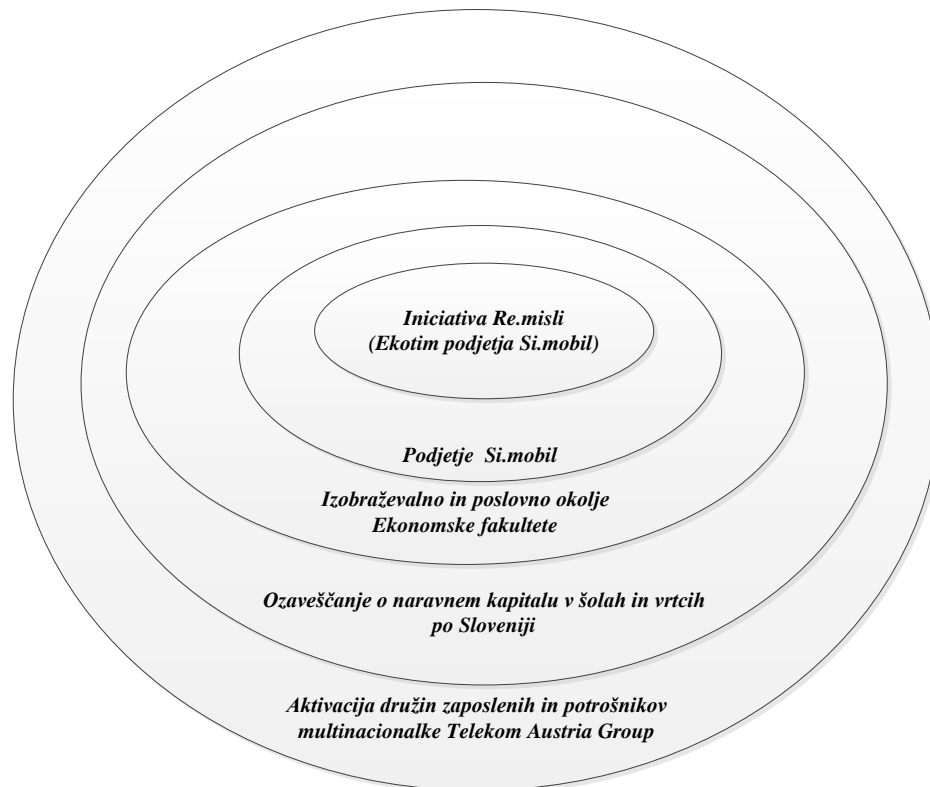 Iniciativa Re.misli
(Ekotim podjetja Si.mobil)
Podjetje Si.mobil
Izobraževalno in poslovno okolje
Ekonomske fakultete
Ozaveščanje o naravnem kapitalu v šolah in vrtcih
po Sloveniji
Aktivacija družin zaposlenih in potrošnikov
multinacionalke Telekom Austria Group